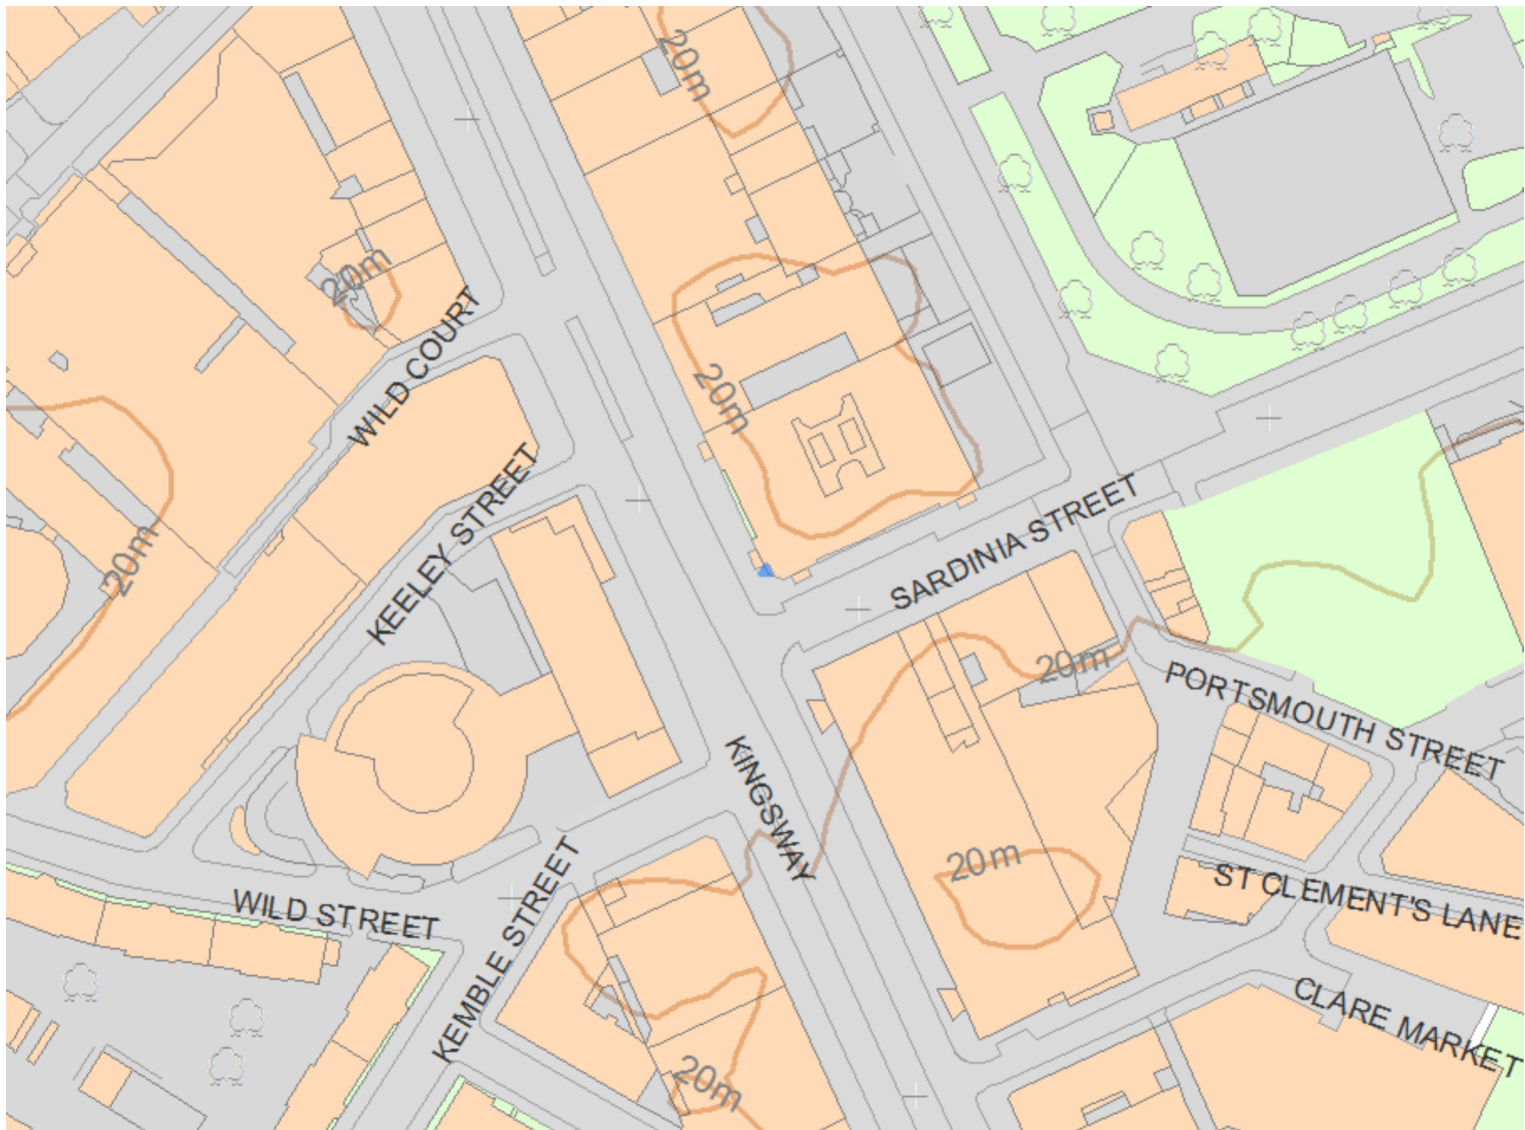 20m
20m
WILD COURT
20m
KEELEY STREET
20m
SARDINIA STREET
20m
PORTSMOUTH STREET
KINGSWAY
20m
ST CLEMENT'S LANE
WILD STREET
KEMBLE STREET
CLARE MARKET
20m